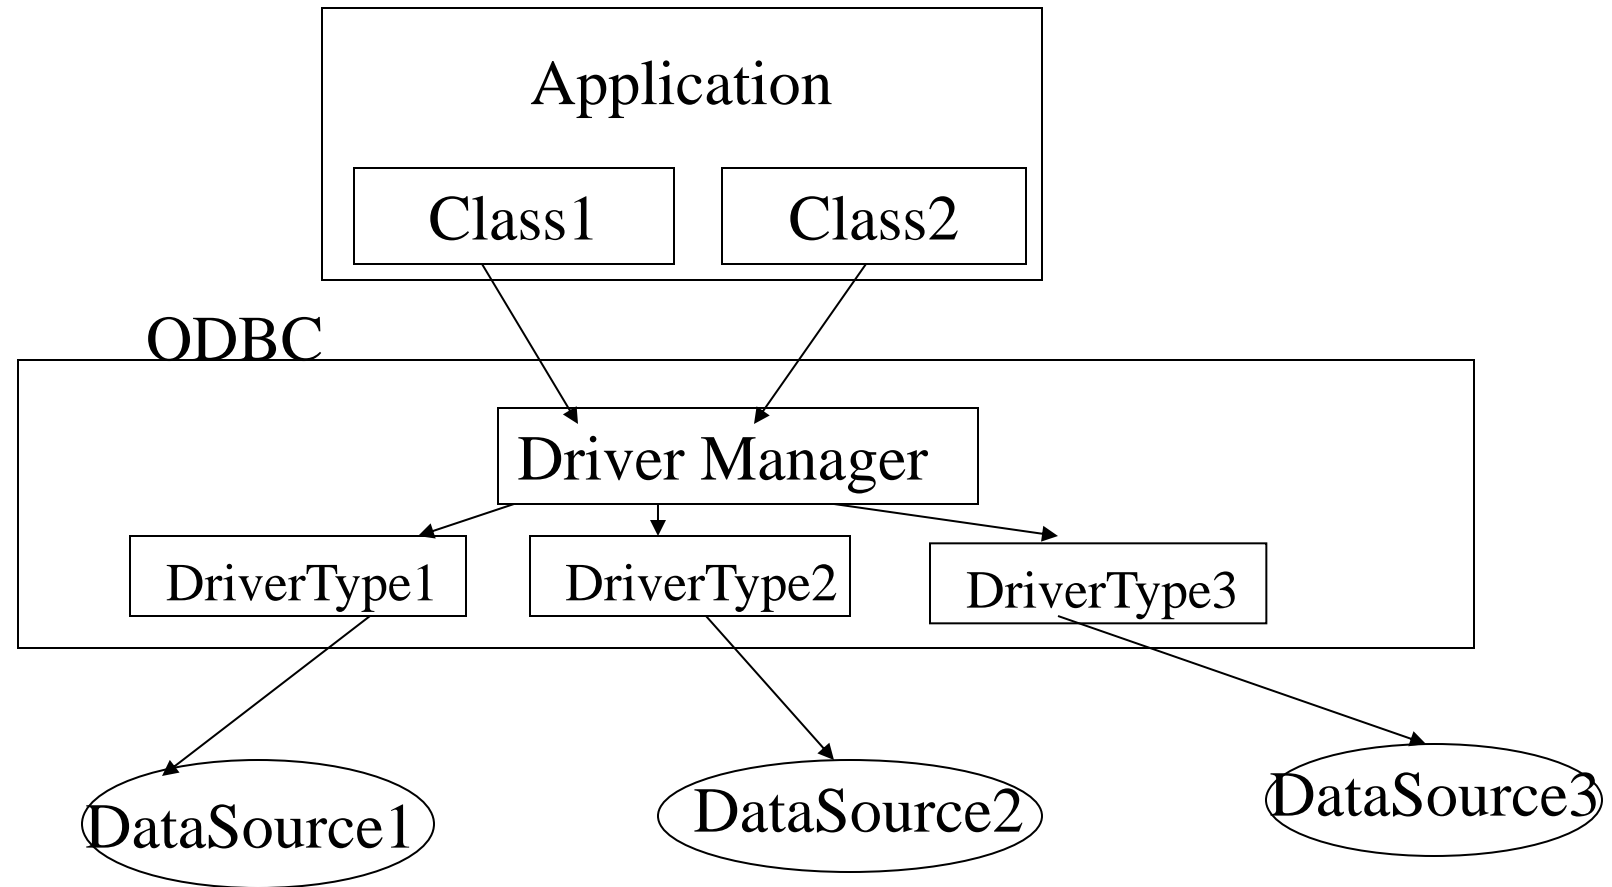 Application
Class1 Class2
ODBC
Driver Manager
DriverType1 DriverType2 DriverType3
DataSource1 DataSource2 DataSource3